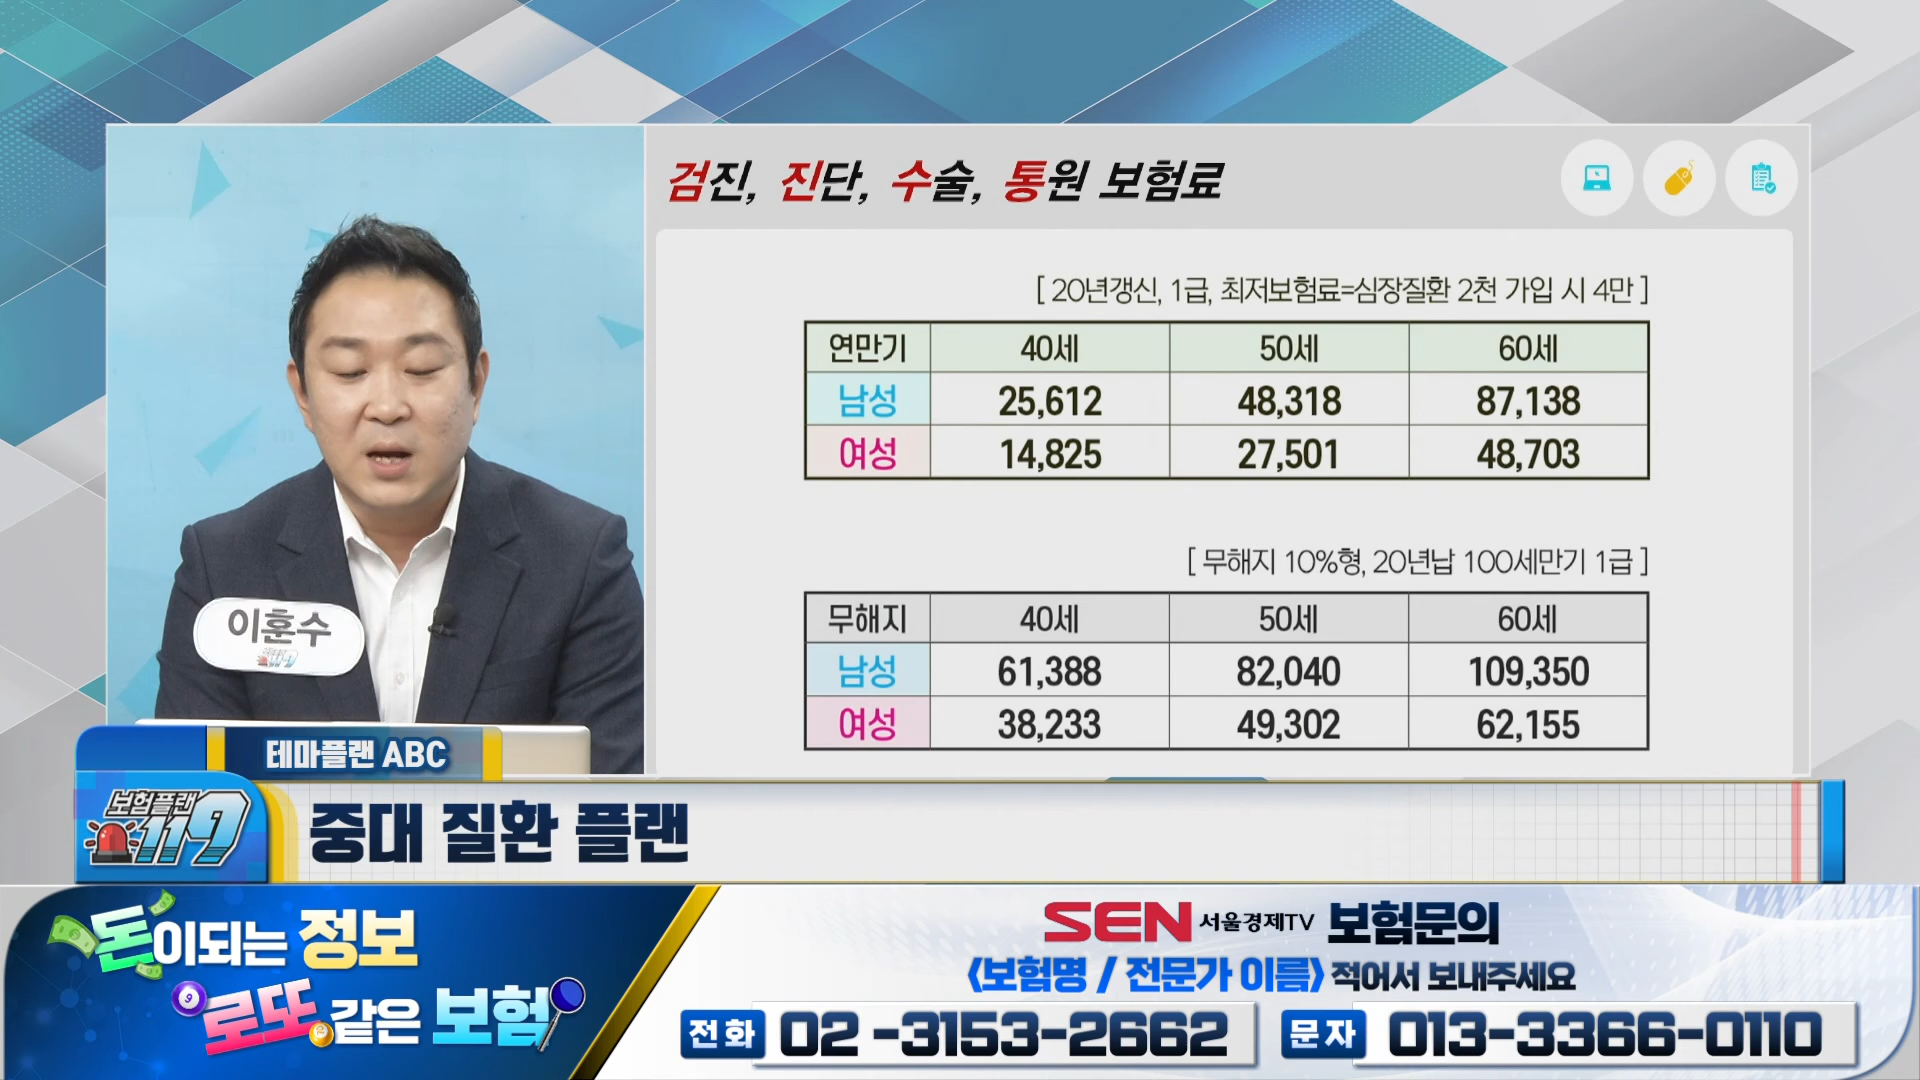 검진, 진단, 수술, 통원 보험료
[ 20년갱신, 1급, 최저보험료=심장질환 2천 가입 시 4만 ]
연만기 40세 50세 60세
남성 25,612 48,318 87,138
여성 14,825 27,501 48,703
[ 무해지 10%형, 20년납 100세만기 1급 ]
무해지 40세 50세 60세
남성 61,388 82,040 109,350
여성 38,233 49,302 62,155
이훈수
테마플랜 ABC
보험플랜
119
중대 질환 플랜
돈이되는 정보
로또 같은 보험
SEN 서울경제TV 보험문의
<보험명 / 전문가 이름> 적어서 보내주세요
전화 02-3153-2662 문자 013-3366-0110